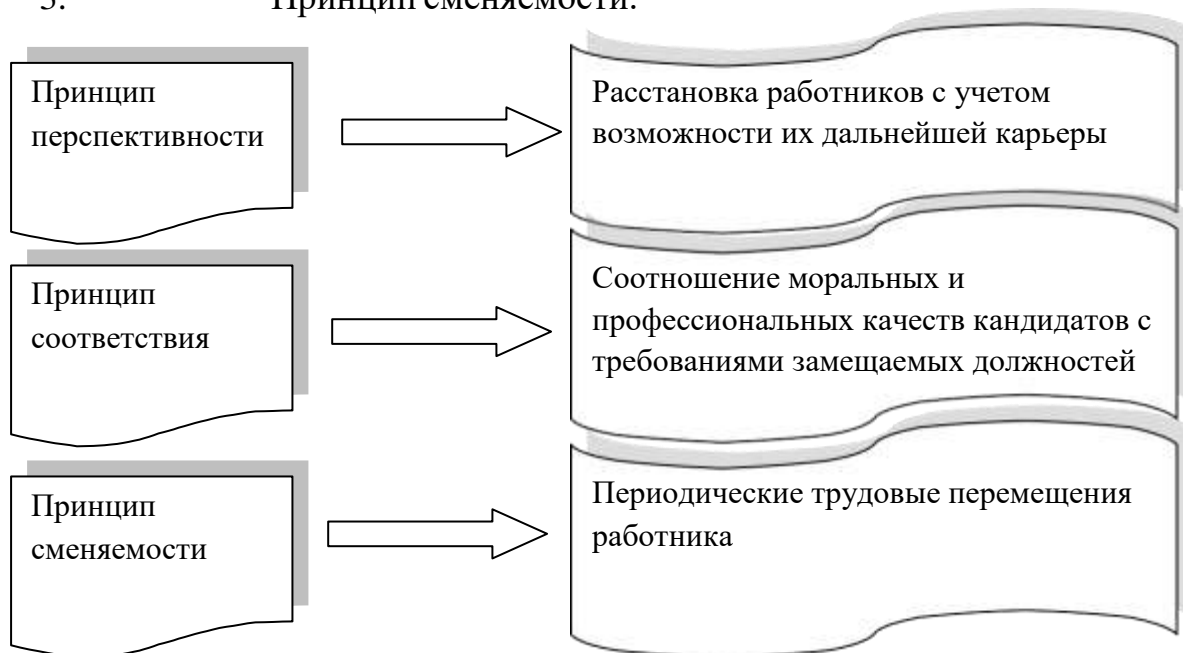 3. Принцип сменяемости.
Принцип
перспективности
Расстановка работников с учетом
возможности их дальнейшей карьеры
Принцип
соответствия
Соотношение моральных и
профессиональных качеств кандидатов с
требованиями замещаемых должностей
Принцип
сменяемости
Периодические трудовые перемещения
работника